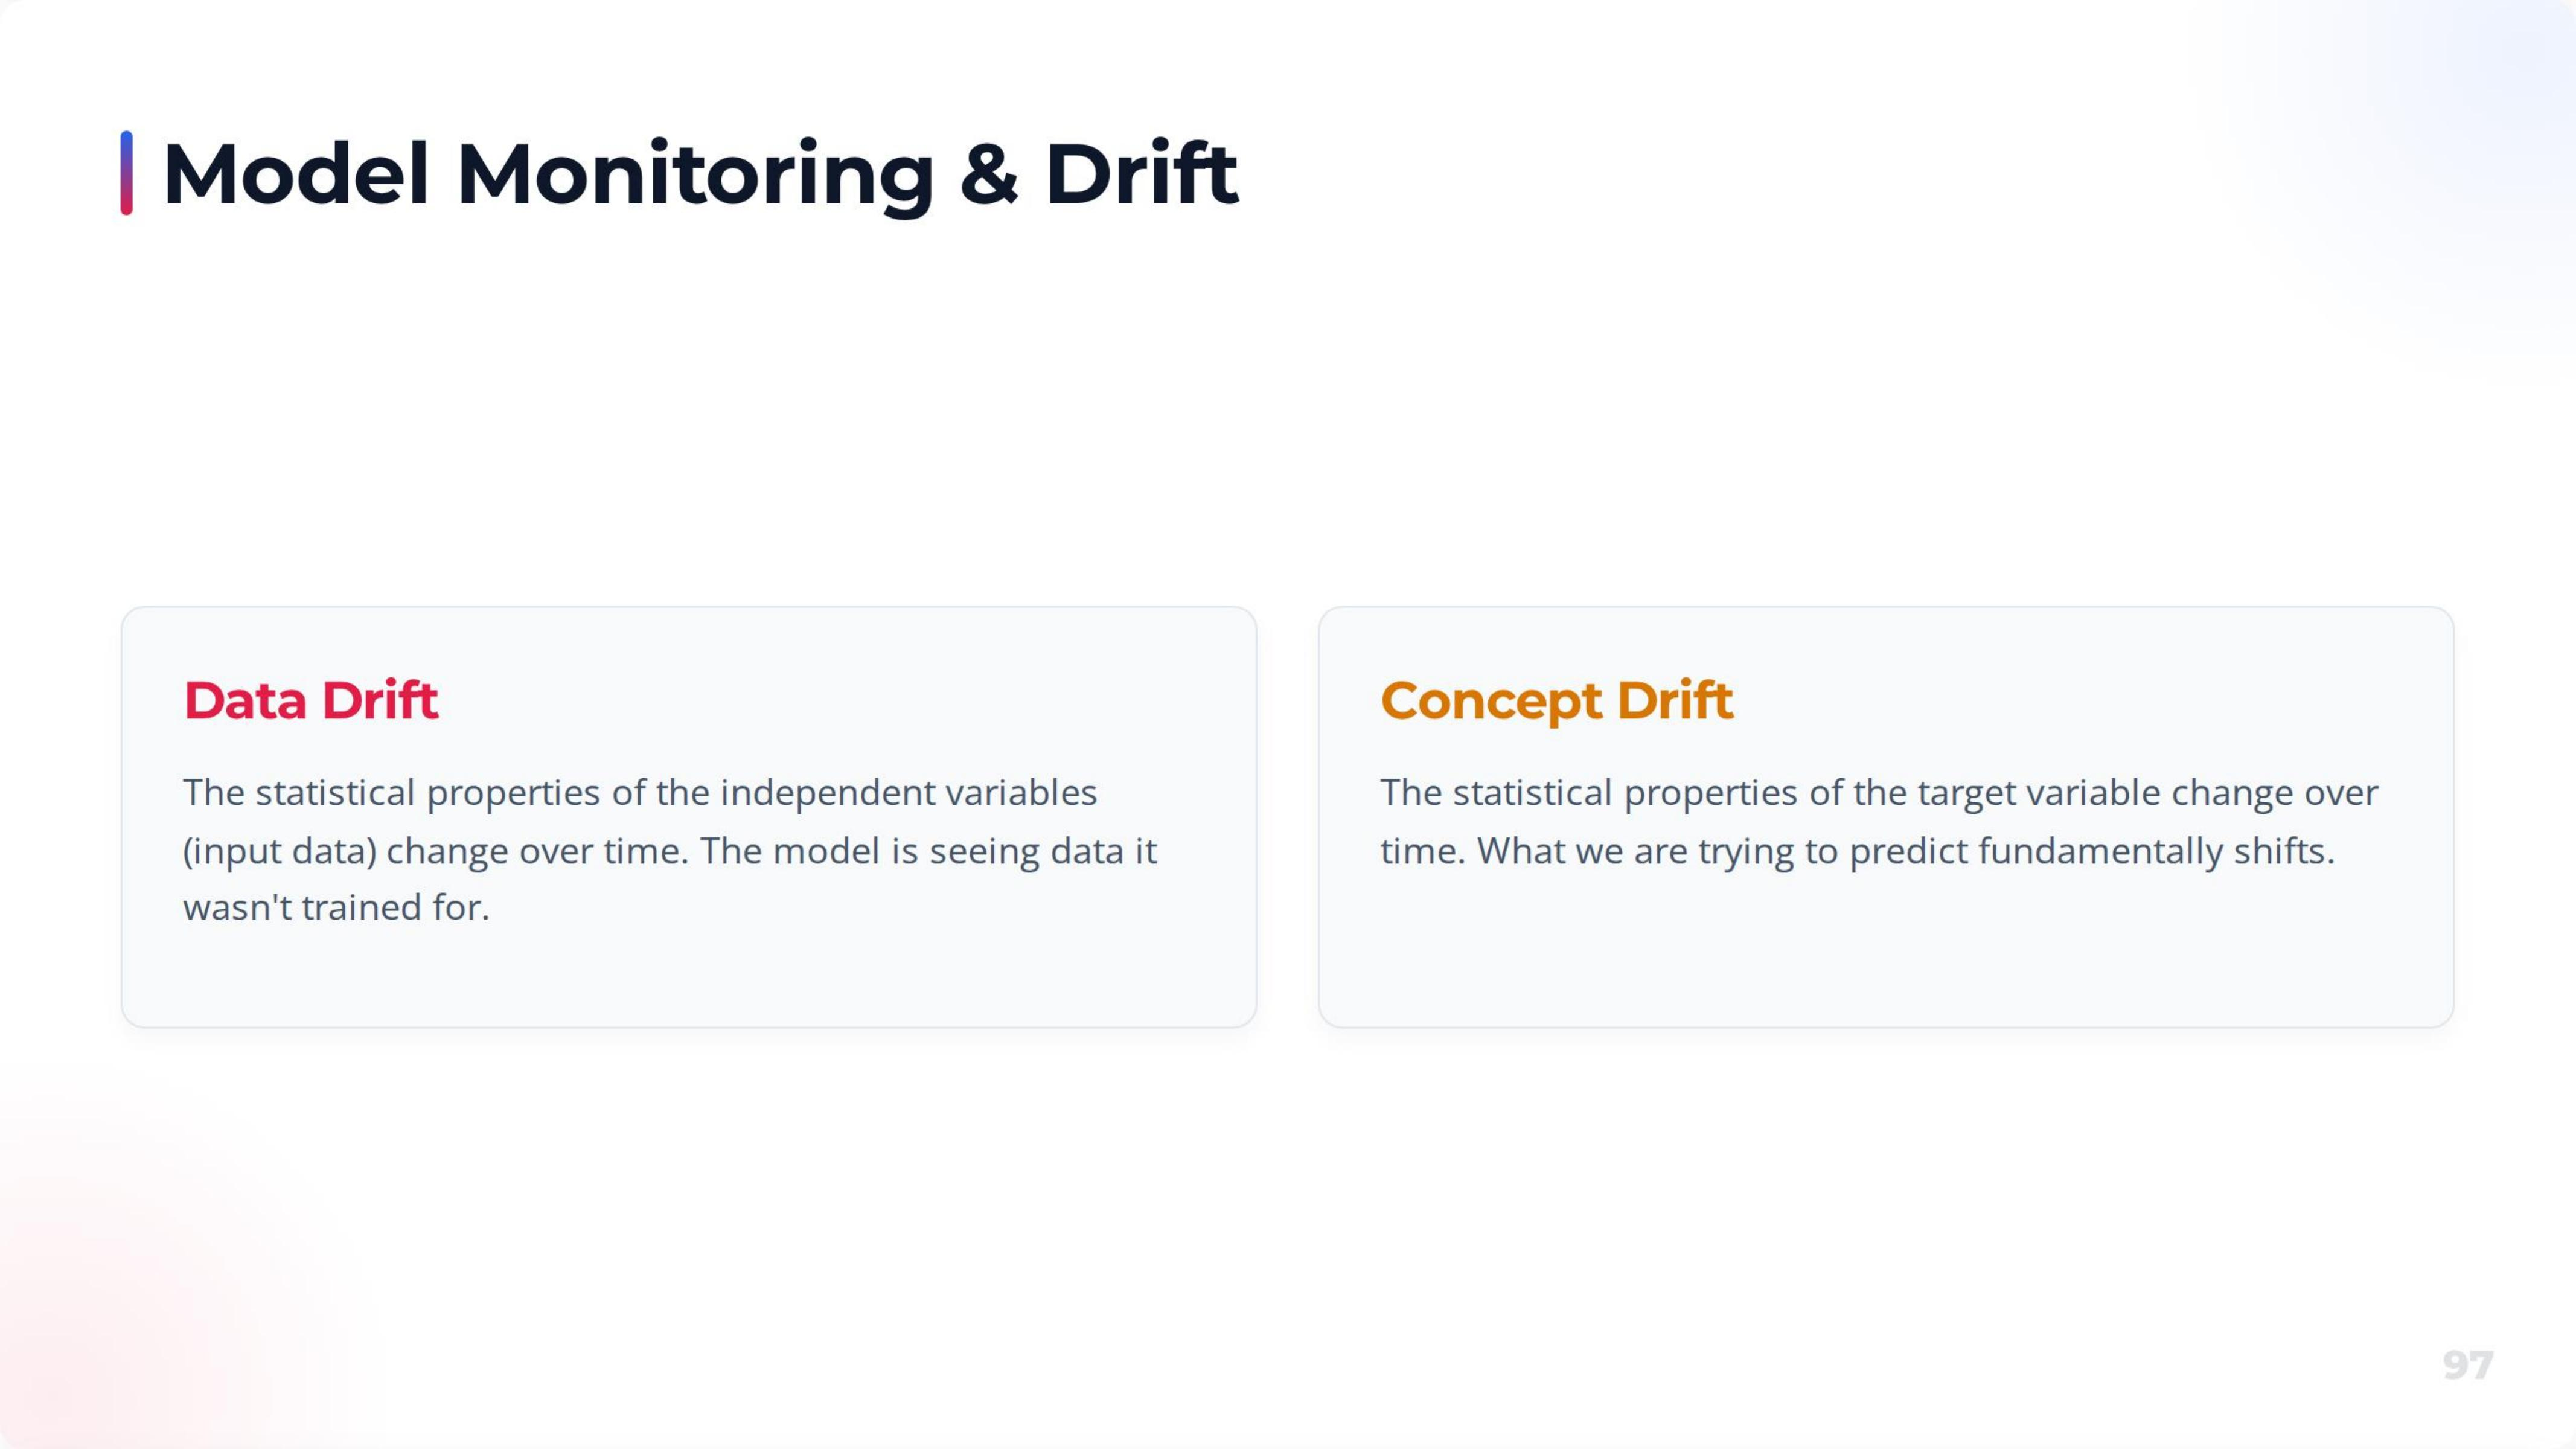 Model Monitoring & Drift
Data Drift
The statistical properties of the independent variables
(input data) change over time. The model is seeing data it
wasn't trained for.
Concept Drift
The statistical properties of the target variable change over
time. What we are trying to predict fundamentally shifts.
97